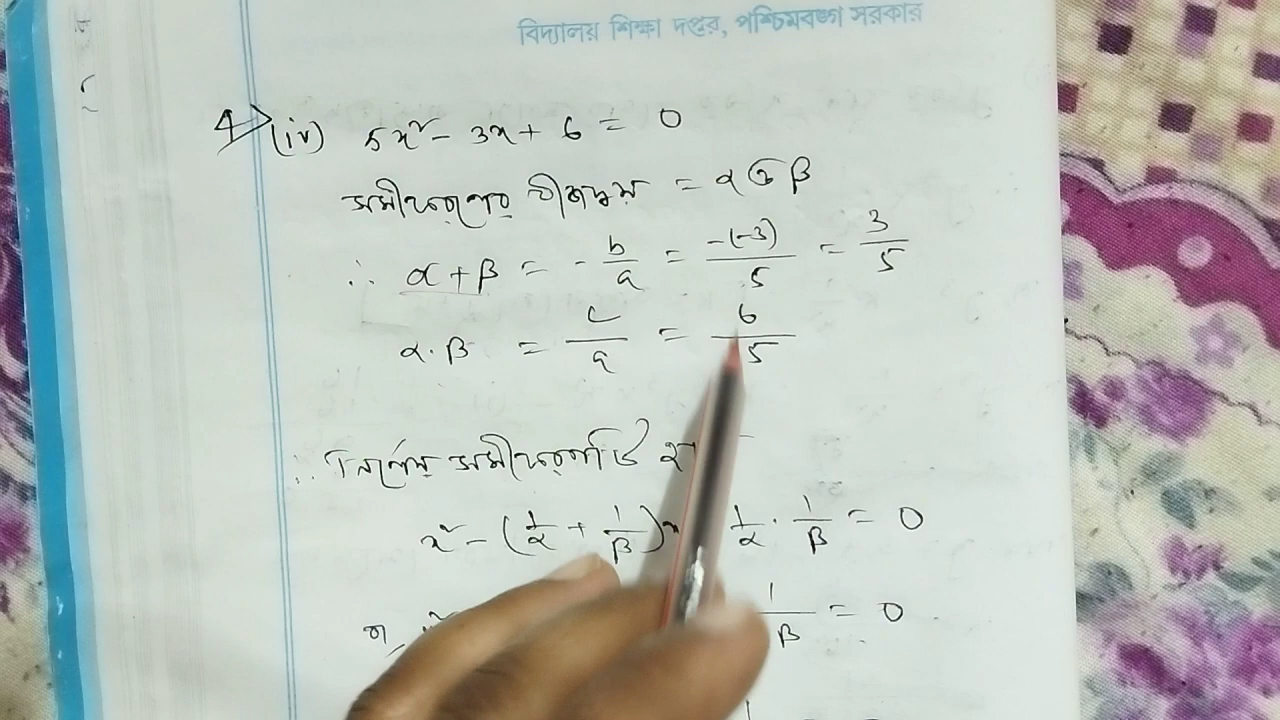 বিদ্যালয় শিক্ষা দপ্তর, পশ্চিমবঙ্গ সরকার
4> (iv) 5x² - 3x + 6 = 0
সমীকরণের বীজদ্বয় = α ও β
∴ α + β = - b/a = -(-3)/5 = 3/5
α · β = c/a = 6/5
∴ নির্ণেয় সমীকরণটি
x² - (1/α + 1/β)x 1/α · 1/β = 0
বা, 1/β = 0